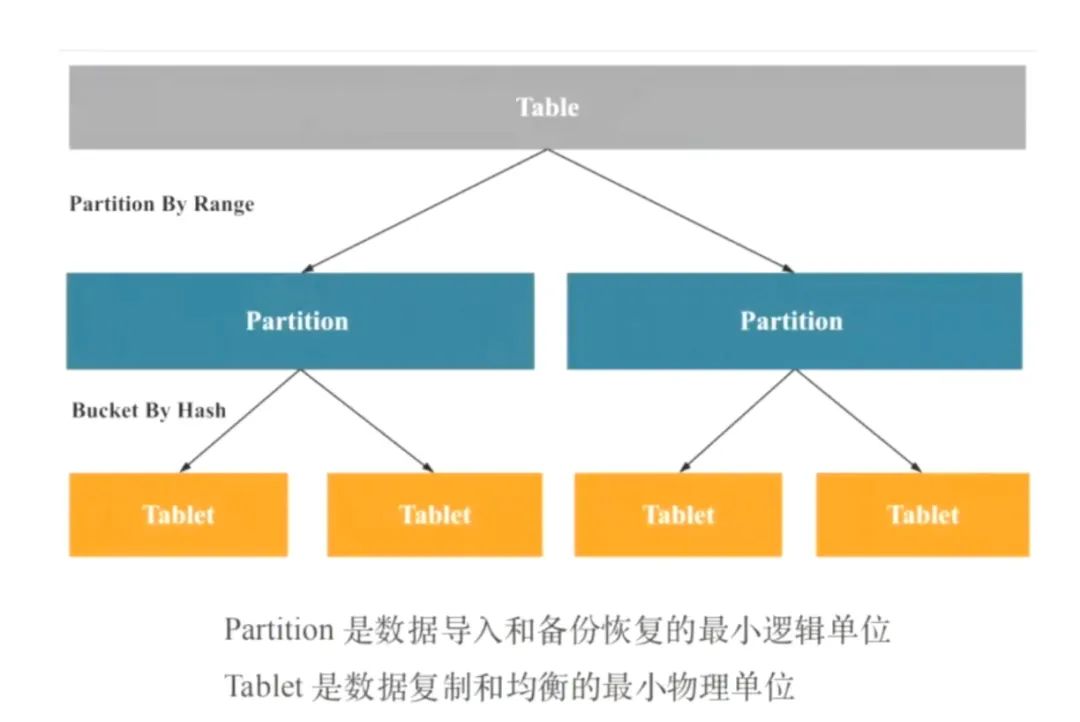 Table
Partition By Range
Partition
Partition
Bucket By Hash
Tablet
Tablet
Tablet
Tablet
Partition 是数据导入和备份恢复的最小逻辑单位
Tablet 是数据复制和均衡的最小物理单位